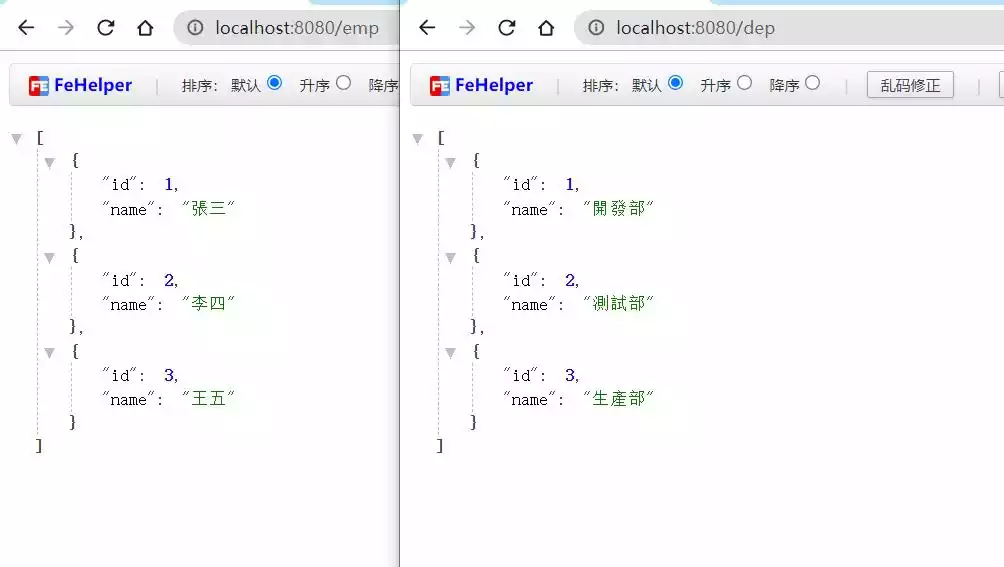 localhost:8080/emp
FeHelper | 排序: 默认 升序 降序
[
{
"id": 1,
"name": "張三"
},
{
"id": 2,
"name": "李四"
},
{
"id": 3,
"name": "王五"
}
]
localhost:8080/dep
FeHelper | 排序: 默认 升序 降序 | 乱码修正 |
[
{
"id": 1,
"name": "開發部"
},
{
"id": 2,
"name": "測試部"
},
{
"id": 3,
"name": "生產部"
}
]